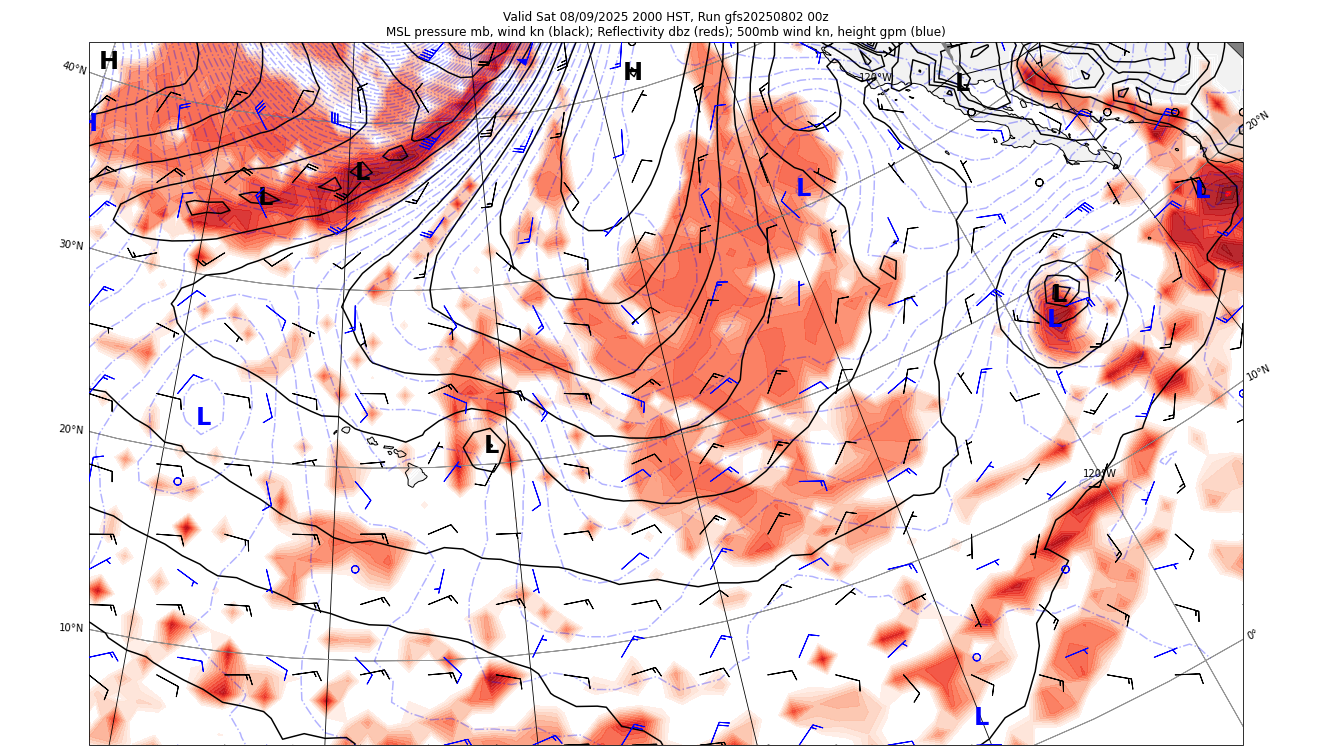 Valid Sat 08/09/2025 2000 HST, Run gfs20250802 00z
MSL pressure mb, wind kn (black); Reflectivity dbz (reds); 500mb wind kn, height gpm (blue)
H
H
L
40°N
120°W
20°N
H
L
L
L
L
30°N
L
L
10°N
L
L
20°N
120°W
10°N
0°
L